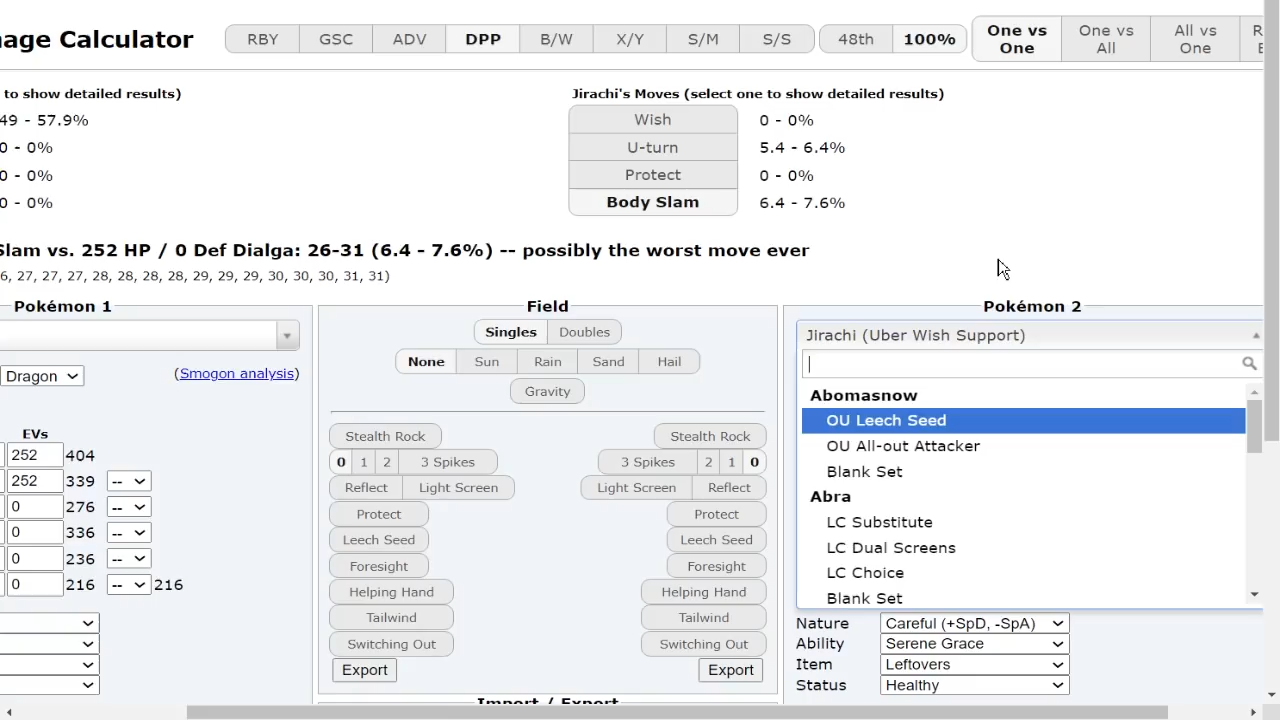 nage Calculator
RBY GSC ADV DPP B/W X/Y S/M S/S 48th 100% One vs One One vs All All vs One
to show detailed results)
49 - 57.9%
0 - 0%
0 - 0%
0 - 0%
Jirachi's Moves (select one to show detailed results)
Wish 0 - 0%
U-turn 5.4 - 6.4%
Protect 0 - 0%
Body Slam 6.4 - 7.6%
Slam vs. 252 HP / 0 Def Dialga: 26-31 (6.4 - 7.6%) -- possibly the worst move ever
6, 27, 27, 27, 28, 28, 28, 28, 29, 29, 29, 30, 30, 30, 31, 31)
Pokémon 1
Dragon (Smogon analysis)
EVs
252 404
252 339 --
0 276 --
0 336 --
0 236 --
0 216 -- 216
Field
Singles Doubles
None Sun Rain Sand Hail
Gravity
Stealth Rock Stealth Rock
0 1 2 3 Spikes 3 Spikes 2 1 0
Reflect Light Screen Light Screen Reflect
Protect Protect
Leech Seed Leech Seed
Foresight Foresight
Helping Hand Helping Hand
Tailwind Tailwind
Switching Out Switching Out
Export Export
Import / Export
Pokémon 2
Jirachi (Uber Wish Support)
Abomasnow
OU Leech Seed
OU All-out Attacker
Blank Set
Abra
LC Substitute
LC Dual Screens
LC Choice
Blank Set
Nature Careful (+SpD, -SpA)
Ability Serene Grace
Item Leftovers
Status Healthy